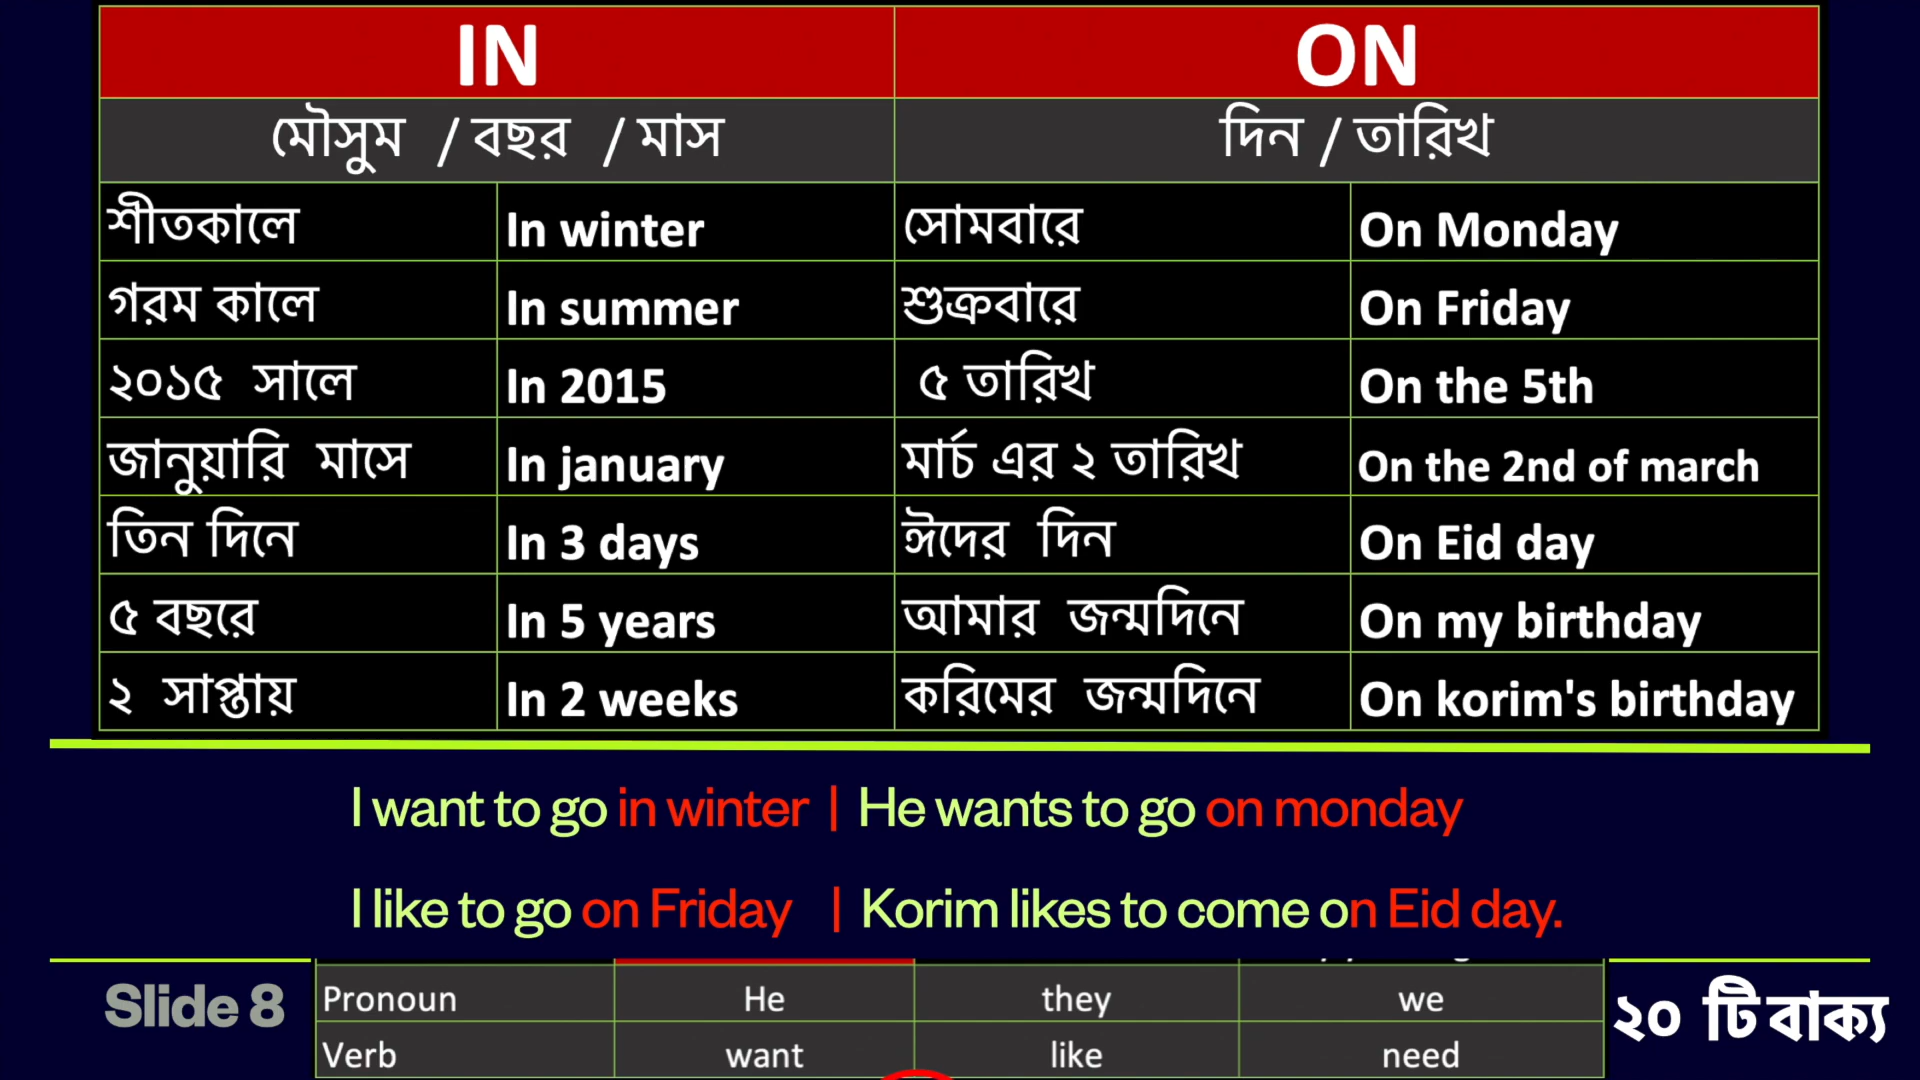 IN ON
মৌসুম / বছর / মাস দিন / তারিখ
শীতকালে In winter সোমবারে On Monday
গরম কালে In summer শুক্রবারে On Friday
২০১৫ সালে In 2015 ৫ তারিখ On the 5th
জানুয়ারি মাসে In january মার্চ এর ২ তারিখ On the 2nd of march
তিন দিনে In 3 days ঈদের দিন On Eid day
৫ বছরে In 5 years আমার জন্মদিনে On my birthday
২ সাপ্তায় In 2 weeks করিমের জন্মদিনে On korim's birthday
I want to go in winter | He wants to go on monday
I like to go on Friday | Korim likes to come on Eid day.
Slide 8
Pronoun He they we
Verb want like need
২০ টি বাক্য